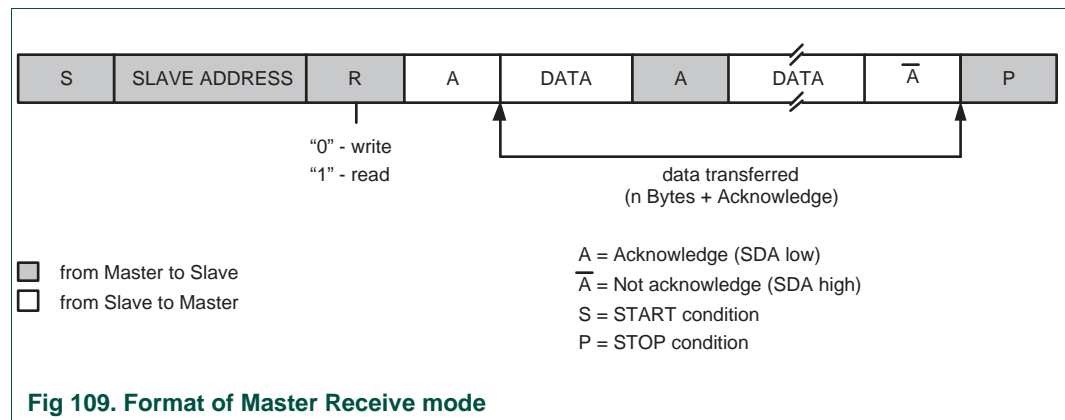 S SLAVE ADDRESS R A DATA A DATA A̅ P
“0” - write
“1” - read
data transferred
(n Bytes + Acknowledge)
from Master to Slave
from Slave to Master
A = Acknowledge (SDA low)
A̅ = Not acknowledge (SDA high)
S = START condition
P = STOP condition
Fig 109. Format of Master Receive mode